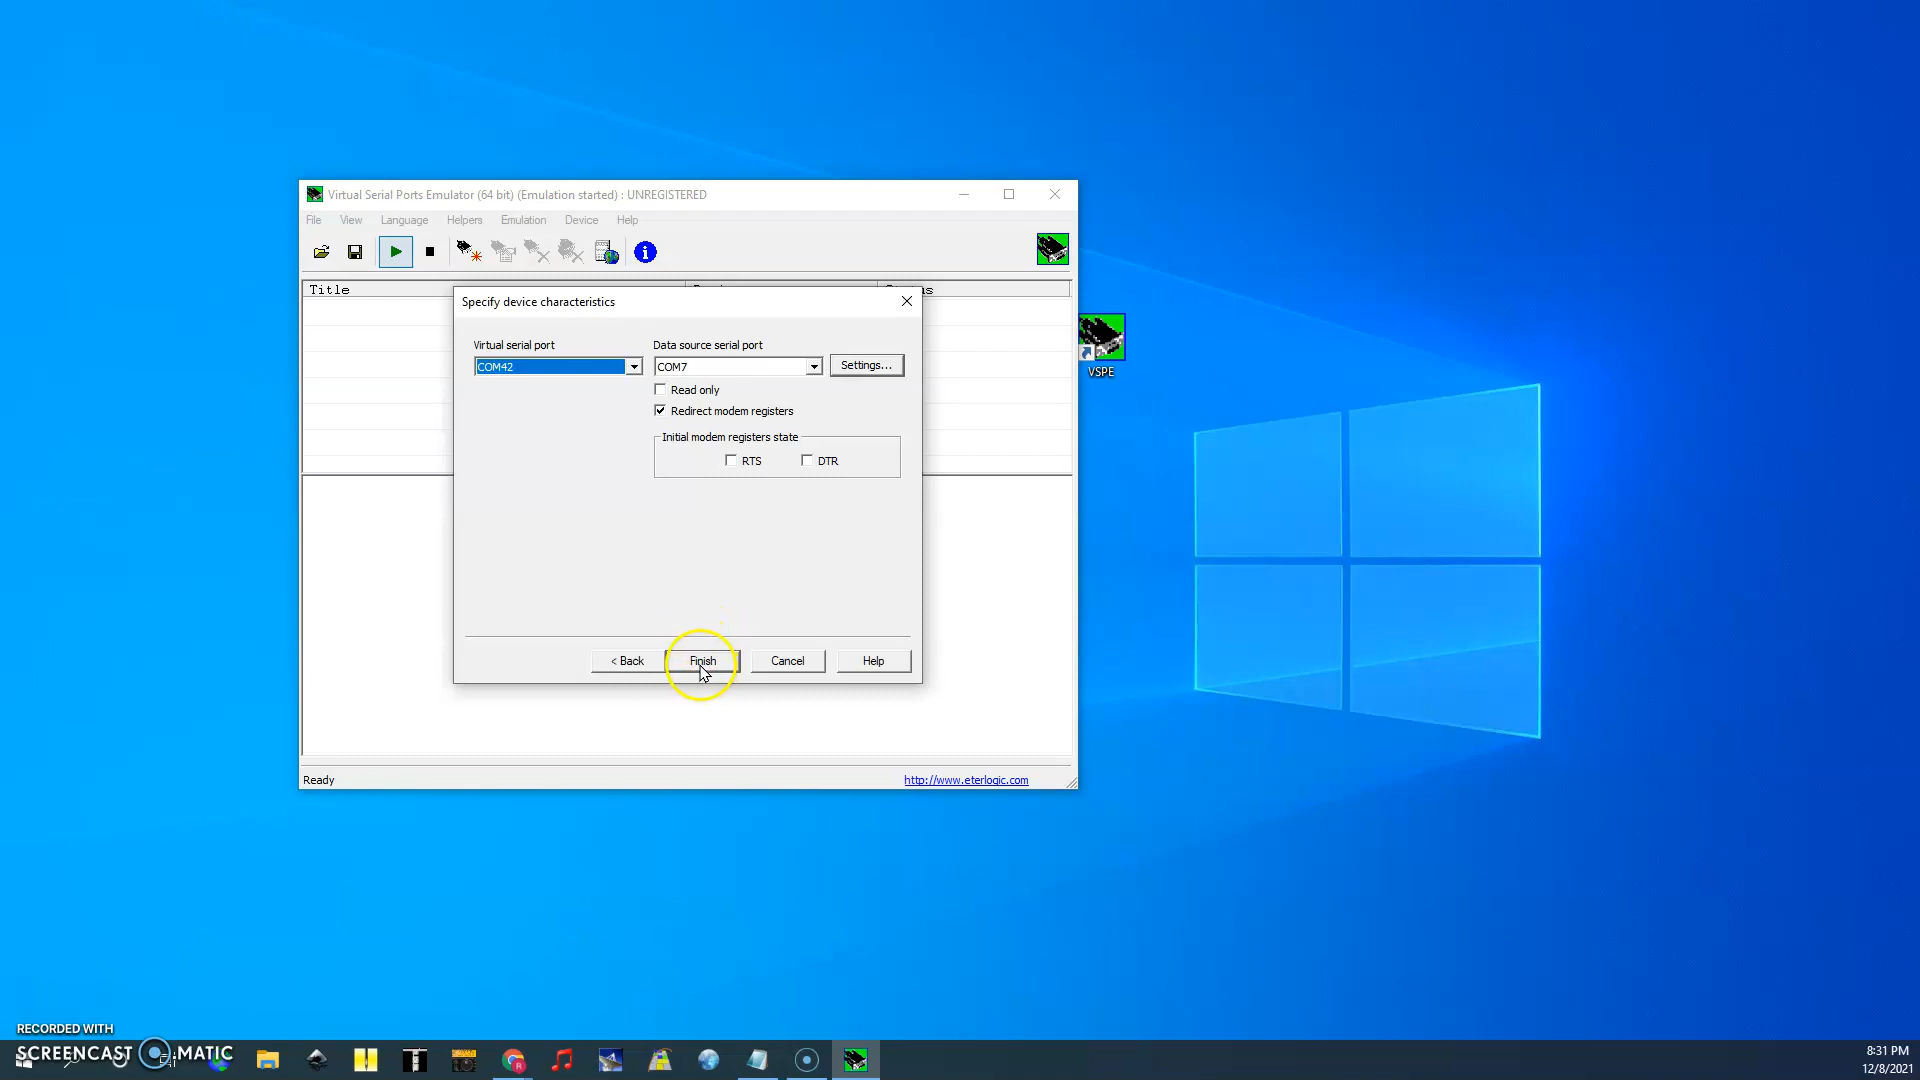 Virtual Serial Ports Emulator (64 bit) (Emulation started) : UNREGISTERED
File View Language Helpers Emulation Device Help
Title
Specify device characteristics
Virtual serial port
Data source serial port
COM42
COM7
Settings...
Read only
Redirect modem registers
Initial modem registers state
RTS
DTR
VSPE
< Back
Finish
Cancel
Help
Ready
http://www.eterlogic.com
RECORDED WITH
SCREENCAST MATIC
8:31 PM
12/8/2021